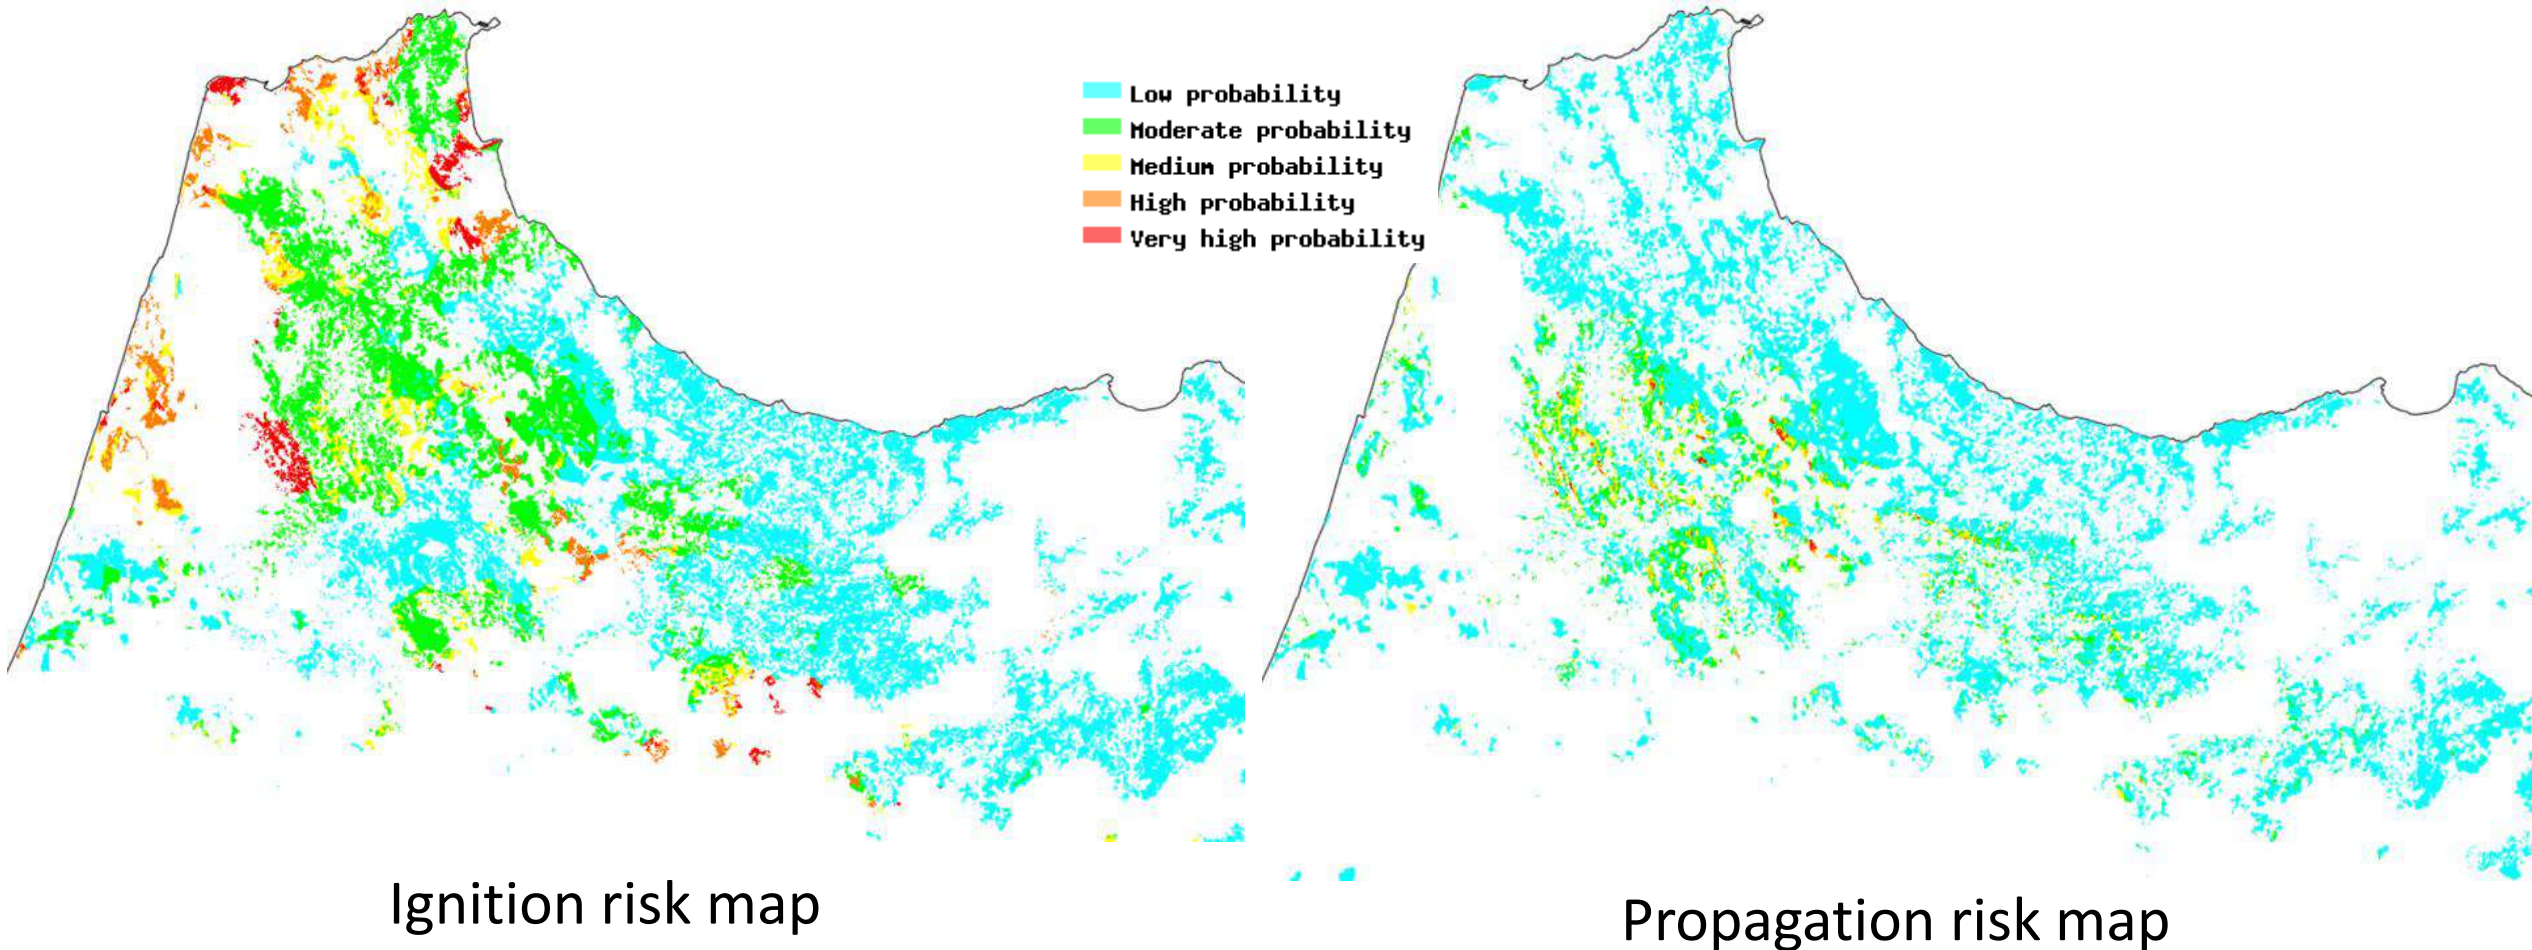 Low probability
Moderate probability
Medium probability
High probability
Very high probability
Ignition risk map
Propagation risk map